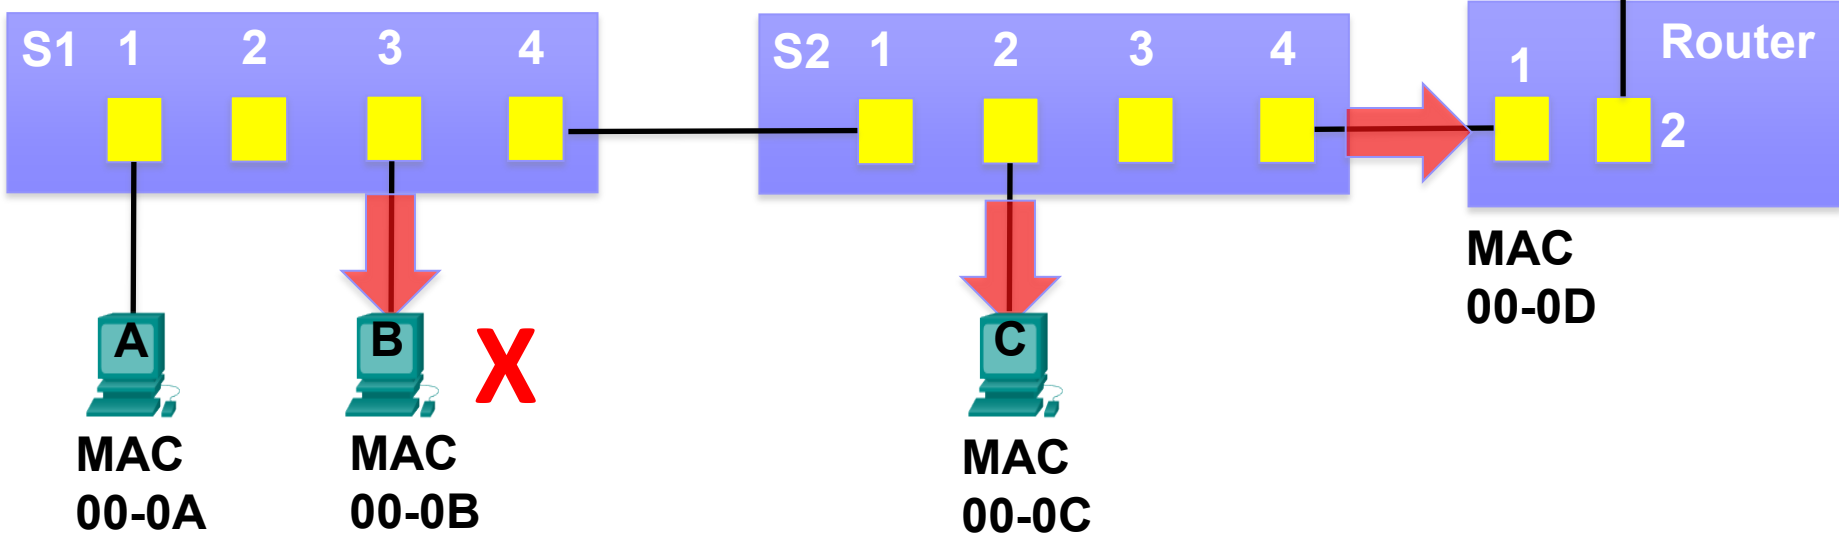 S1 1 2 3 4
S2 1 2 3 4
Router
1
2
A
B
X
C
MAC
00-0A
MAC
00-0B
MAC
00-0C
MAC
00-0D